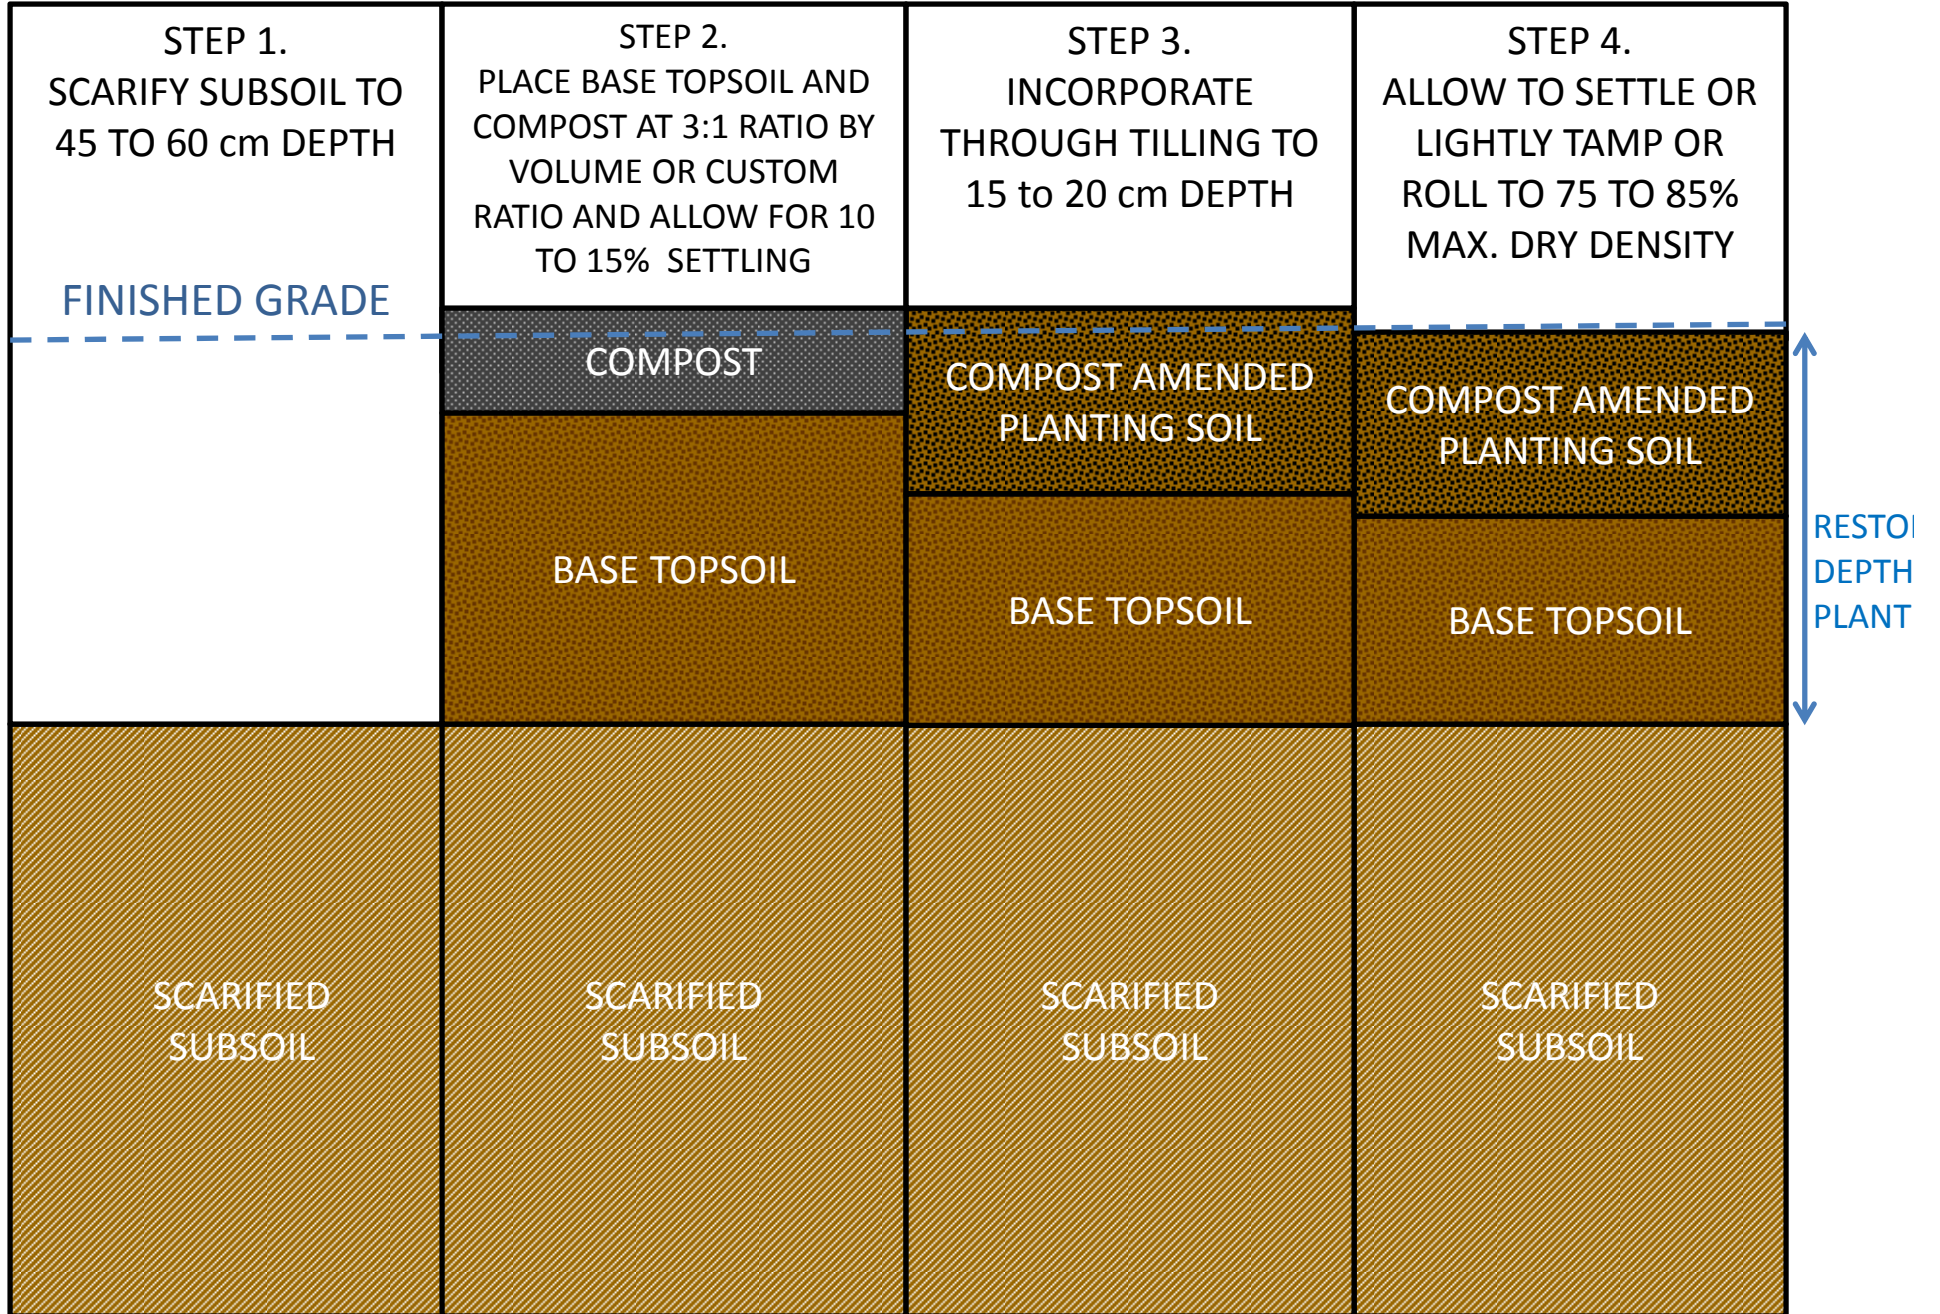 STEP 1.
SCARIFY SUBSOIL TO
45 TO 60 cm DEPTH
FINISHED GRADE
STEP 2.
PLACE BASE TOPSOIL AND
COMPOST AT 3:1 RATIO BY
VOLUME OR CUSTOM
RATIO AND ALLOW FOR 10
TO 15% SETTLING
STEP 3.
INCORPORATE
THROUGH TILLING TO
15 to 20 cm DEPTH
STEP 4.
ALLOW TO SETTLE OR
LIGHTLY TAMP OR
ROLL TO 75 TO 85%
MAX. DRY DENSITY
COMPOST
BASE TOPSOIL
COMPOST AMENDED
PLANTING SOIL
BASE TOPSOIL
COMPOST AMENDED
PLANTING SOIL
BASE TOPSOIL
DEPTH
PLANT
SCARIFIED
SUBSOIL
SCARIFIED
SUBSOIL
SCARIFIED
SUBSOIL
SCARIFIED
SUBSOIL